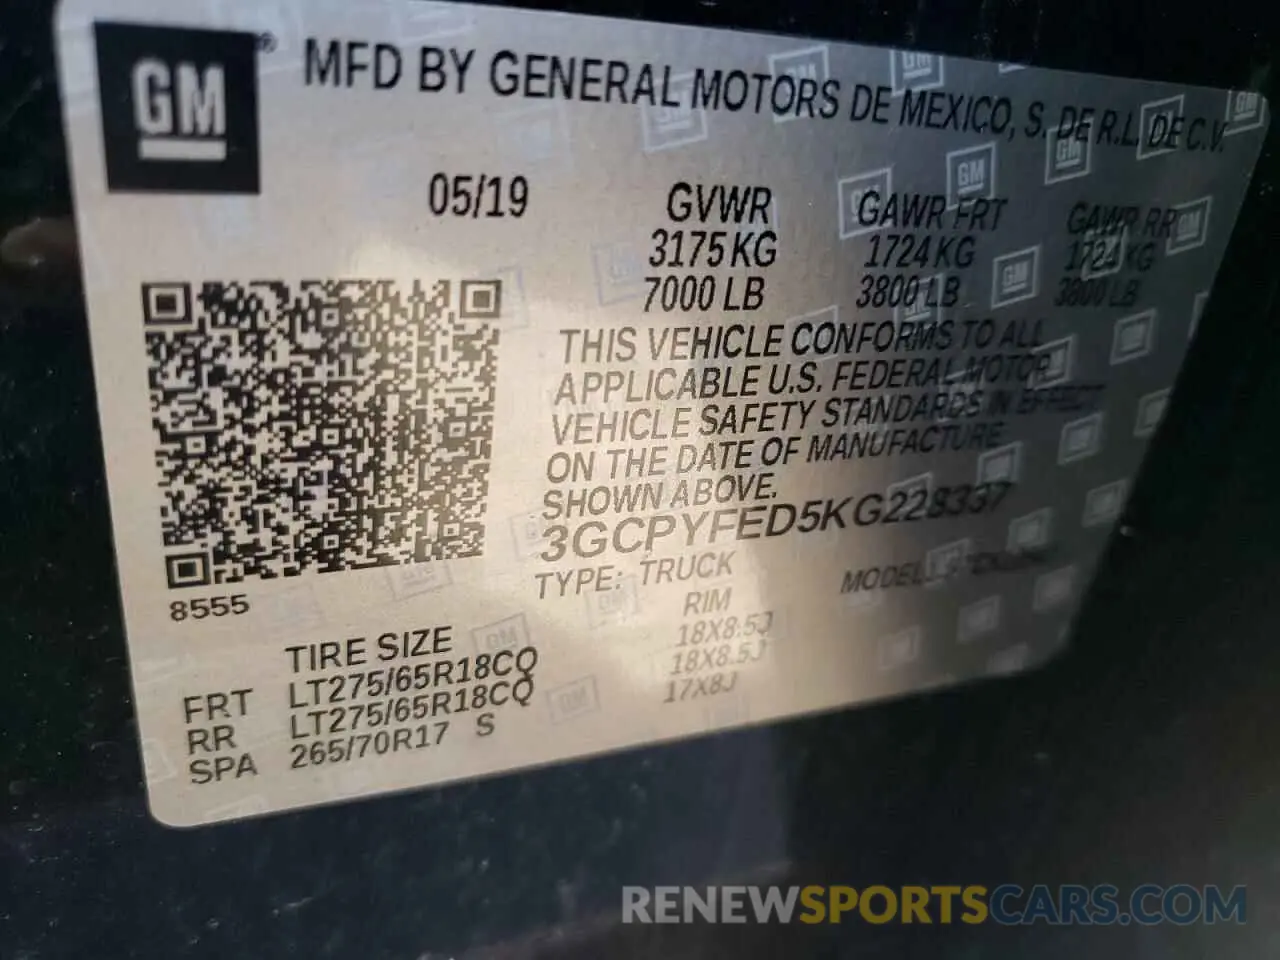 GM®
MFD BY GENERAL MOTORS DE MEXICO, S. DE R.L. DE C.V.
05/19
GVWR GAWR FRT GAWR RR
3175 KG 1724 KG 1724 KG
7000 LB 3800 LB 3800 LB
THIS VEHICLE CONFORMS TO ALL
APPLICABLE U.S. FEDERAL MOTOR
VEHICLE SAFETY STANDARDS IN EFFECT
ON THE DATE OF MANUFACTURE
SHOWN ABOVE.
3GCPYFED5KG228337
TYPE: TRUCK MODEL:
8555
TIRE SIZE RIM
FRT LT275/65R18CQ 18X8.5J
RR LT275/65R18CQ 18X8.5J
SPA 265/70R17 S 17X8J
RENEWSPORTSCARS.COM